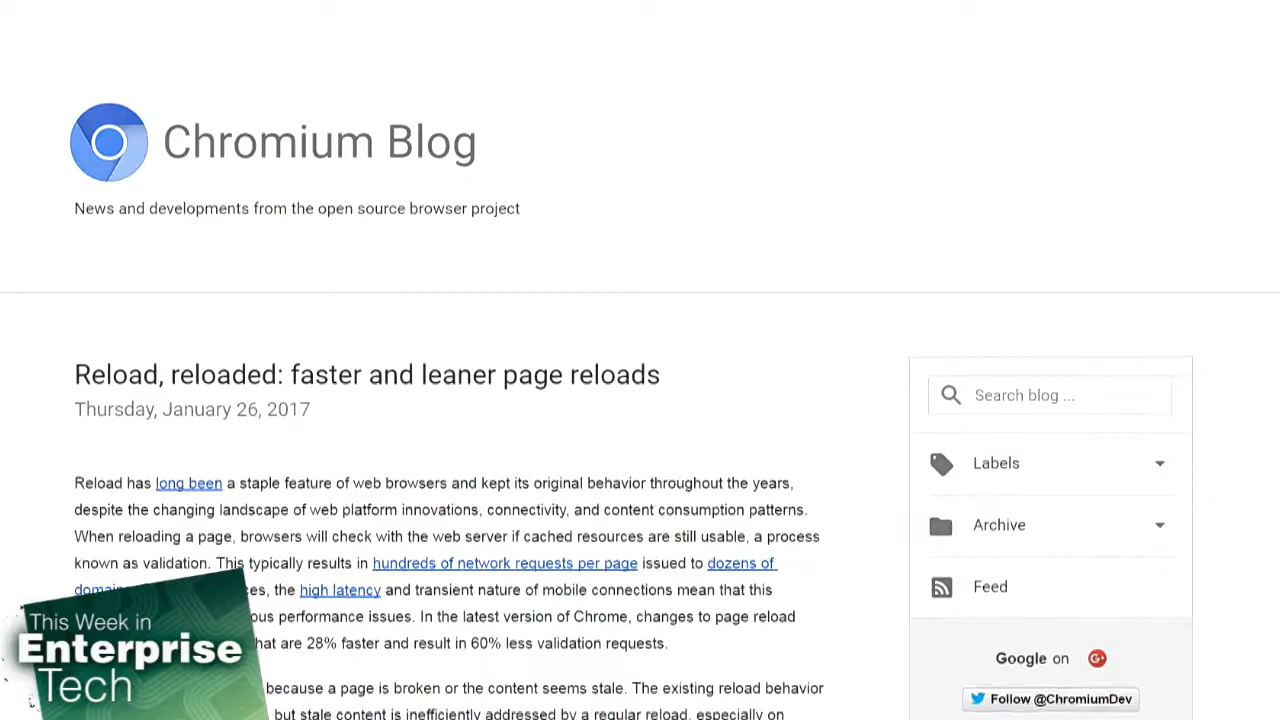 Chromium Blog
News and developments from the open source browser project
Reload, reloaded: faster and leaner page reloads
Thursday, January 26, 2017
Reload has long been a staple feature of web browsers and kept its original behavior throughout the years,
despite the changing landscape of web platform innovations, connectivity, and content consumption patterns.
When reloading a page, browsers will check with the web server if cached resources are still usable, a process
known as validation. This typically results in hundreds of network requests per page issued to dozens of
the high latency and transient nature of mobile connections mean that this
performance issues. In the latest version of Chrome, changes to page reload
that are 28% faster and result in 60% less validation requests.
because a page is broken or the content seems stale. The existing reload behavior
but stale content is inefficiently addressed by a regular reload, especially on
Search blog ...
Labels
Archive
Feed
Google on
Follow @ChromiumDev
This Week in
Enterprise
Tech